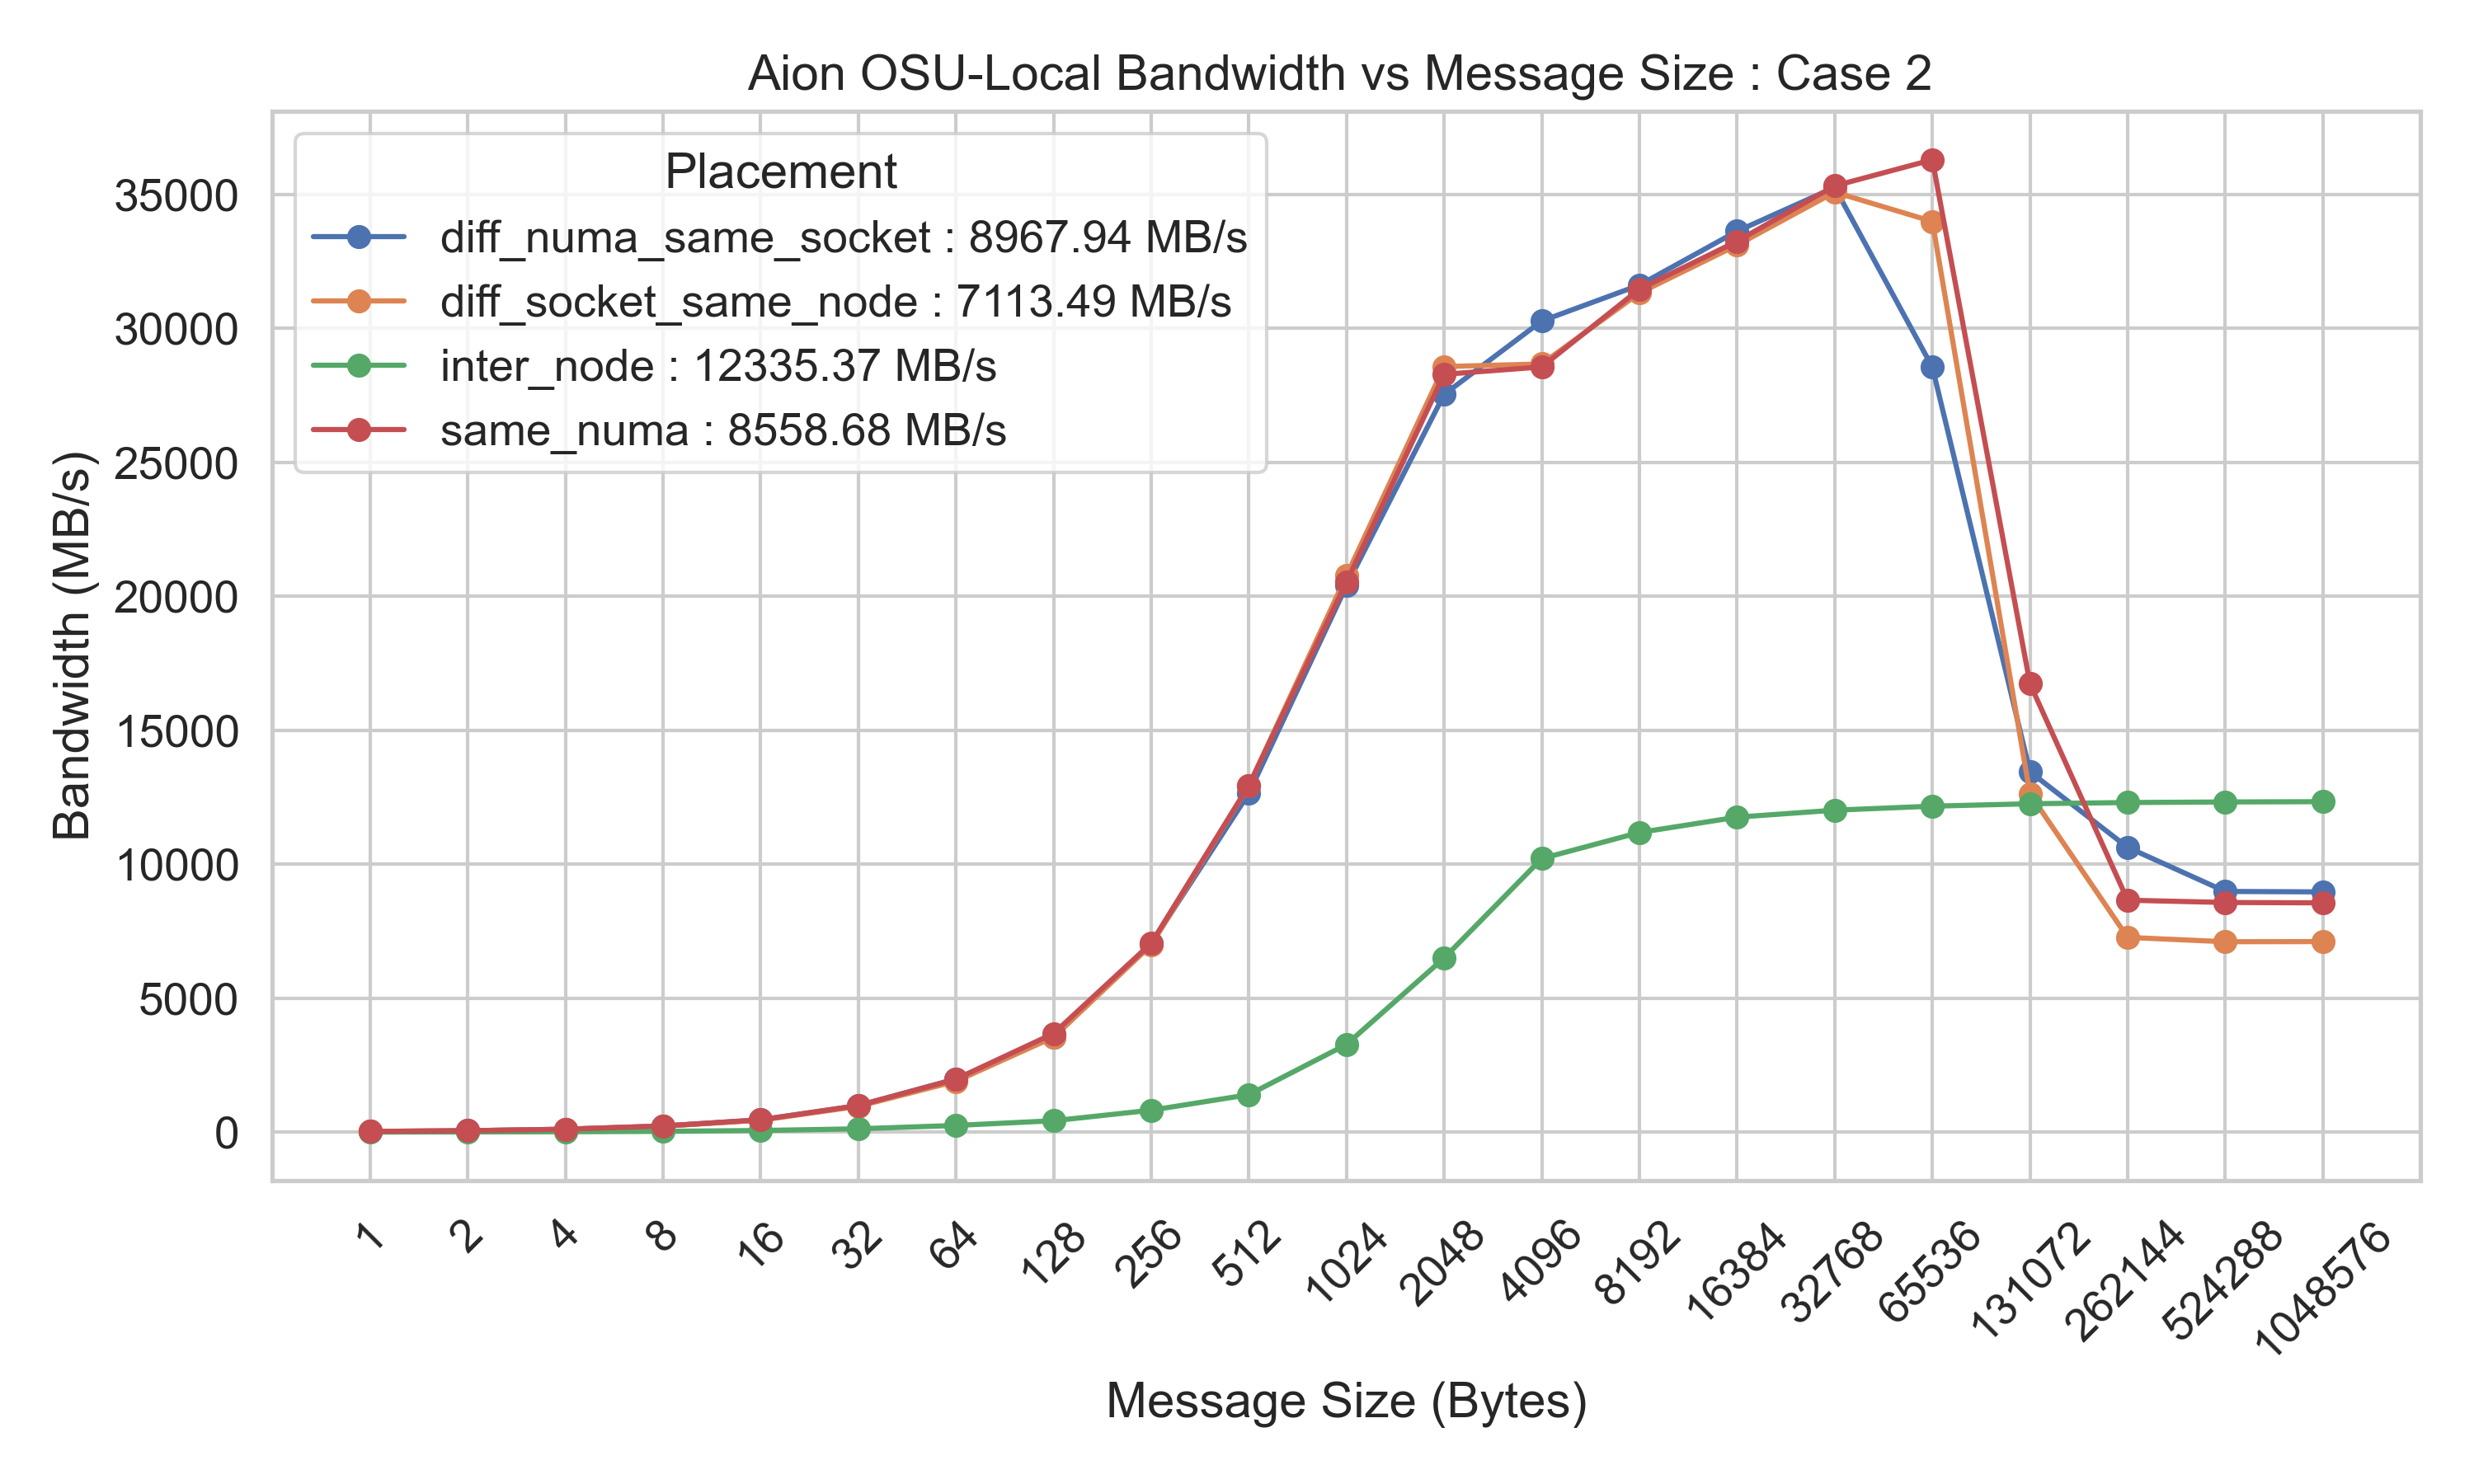 Aion OSU-Local Bandwidth vs Message Size : Case 2
Placement
diff_numa_same_socket : 8967.94 MB/s
diff_socket_same_node : 7113.49 MB/s
inter_node : 12335.37 MB/s
same_numa : 8558.68 MB/s
Bandwidth (MB/s)
35000
30000
25000
20000
15000
10000
5000
0
1 2 4 8 16 32 64 128 256 512 1024 2048 4096 8192 16384 32768 65536 131072 262144 524288 1048576
Message Size (Bytes)